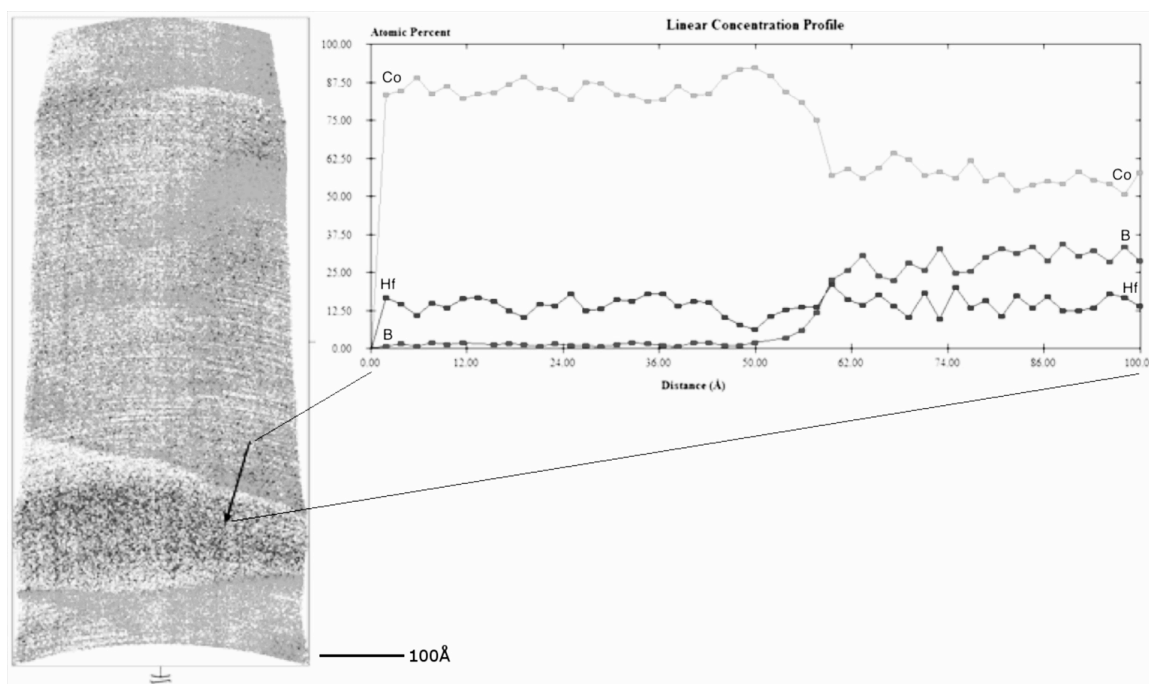 Linear Concentration Profile
Atomic Percent
100.00
87.50
75.00
62.50
50.00
37.50
25.00
12.50
0.00
Co
Hf
B
Co
B
Hf
0.00 12.00 24.00 36.00 50.00 62.00 74.00 86.00 100.0
Distance (Å)
100Å